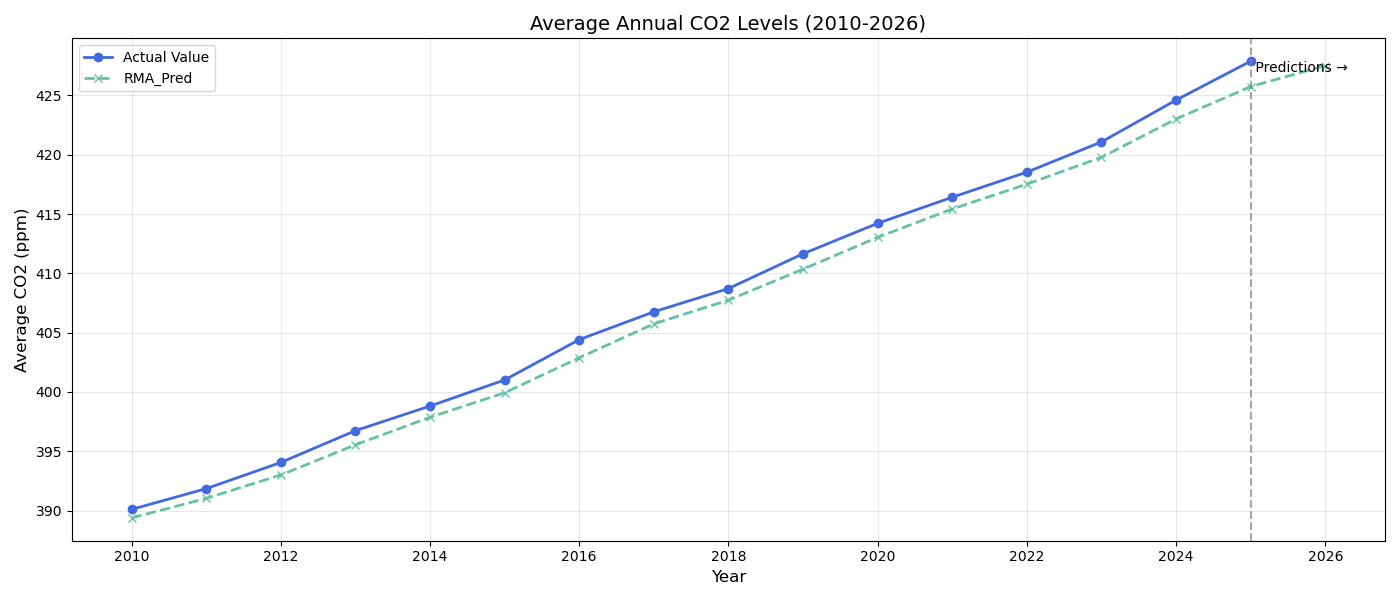 Average Annual CO2 Levels (2010-2026)
Actual Value
RMA_Pred
Predictions →
Average CO2 (ppm)
425
420
415
410
405
400
395
390
2010 2012 2014 2016 2018 2020 2022 2024 2026
Year